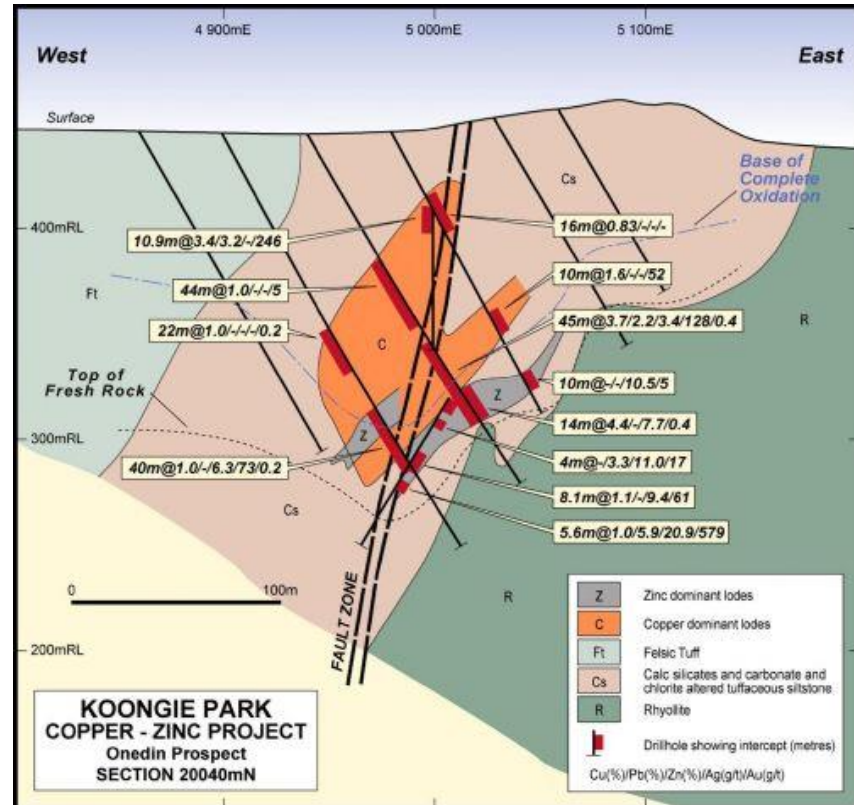 4 900mE
5 000mE
5 100mE
West
East
Surface
Cs
Base of
Complete
Oxidation
400mRL
10.9m@3.4/3.2/-/246
16m@0.83/-/-/-
Ft
44m@1.0/-/-/5
10m@1.6/-/-/52
22m@1.0/-/-/-/0.2
45m@3.7/2.2/3.4/128/0.4
C
R
Top of
Fresh Rock
10m@-/-/10.5/5
Z
300mRL
Z
14m@4.4/-/7.7/0.4
40m@1.0/-/6.3/73/0.2
4m@-/3.3/11.0/17
8.1m@1.1/-/9.4/61
Cs
5.6m@1.0/5.9/20.9/579
0
100m
R
FAULT ZONE
200mRL
Z Zinc dominant lodes
C Copper dominant lodes
Ft Felsic Tuff
Cs Calc silicates and carbonate and
chlorite altered tuffaceous siltstone
R Rhyollite
Drillhole showing intercept (metres)
Cu(%)/Pb(%)/Zn(%)/Ag(g/t)/Au(g/t)
KOONGIE PARK
COPPER - ZINC PROJECT
Onedin Prospect
SECTION 20040mN